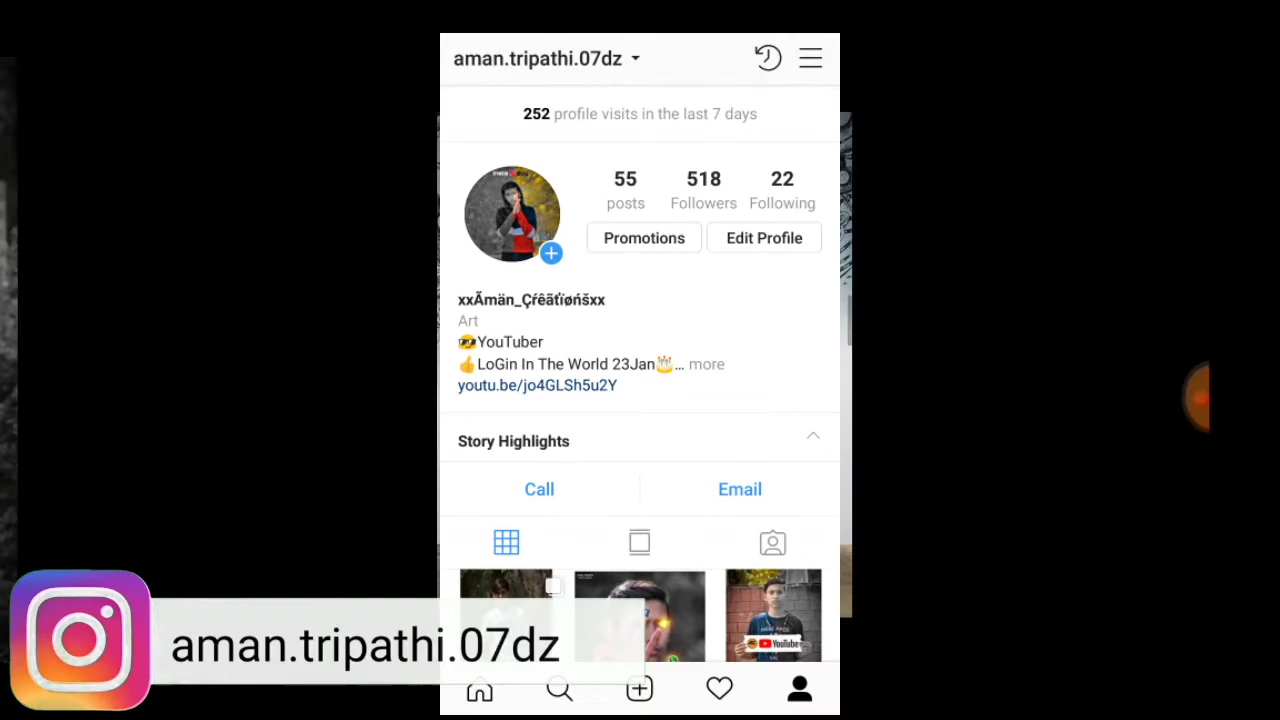 aman.tripathi.07dz
252 profile visits in the last 7 days
55 518 22
posts Followers Following
Promotions Edit Profile
xxÃmän_Çŕêãťïøńšxx
Art
😎YouTuber
👍LoGin In The World 23Jan🎂... more
youtu.be/jo4GLSh5u2Y
Story Highlights
Call Email
YouTube
aman.tripathi.07dz